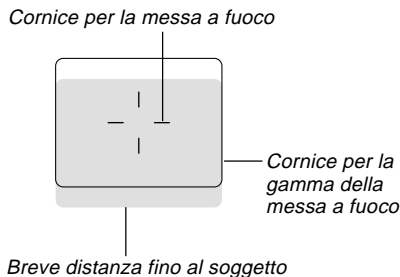 Cornice per la messa a fuoco
Cornice per la
gamma della
messa a fuoco
Breve distanza fino al soggetto